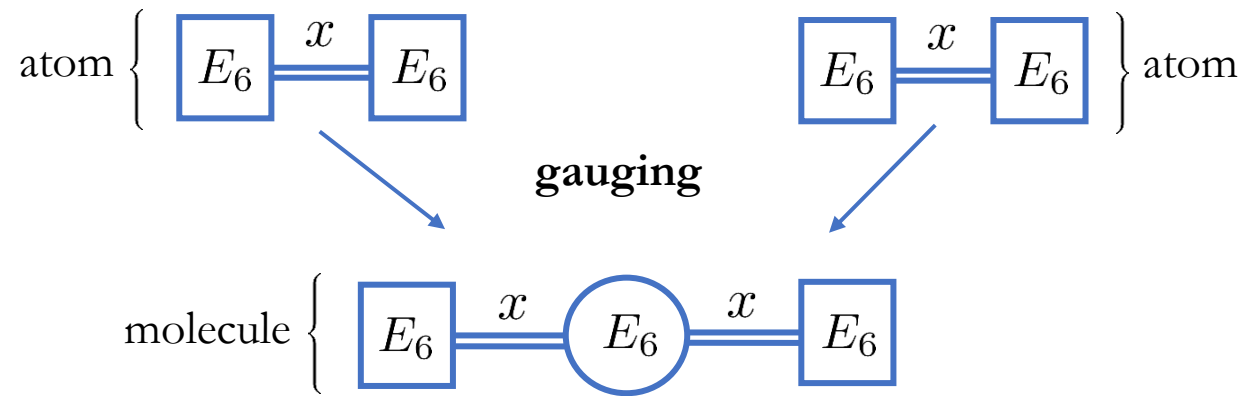 atom { E₆ x E₆
E₆ x E₆ } atom
gauging
molecule { E₆ x E₆ x E₆